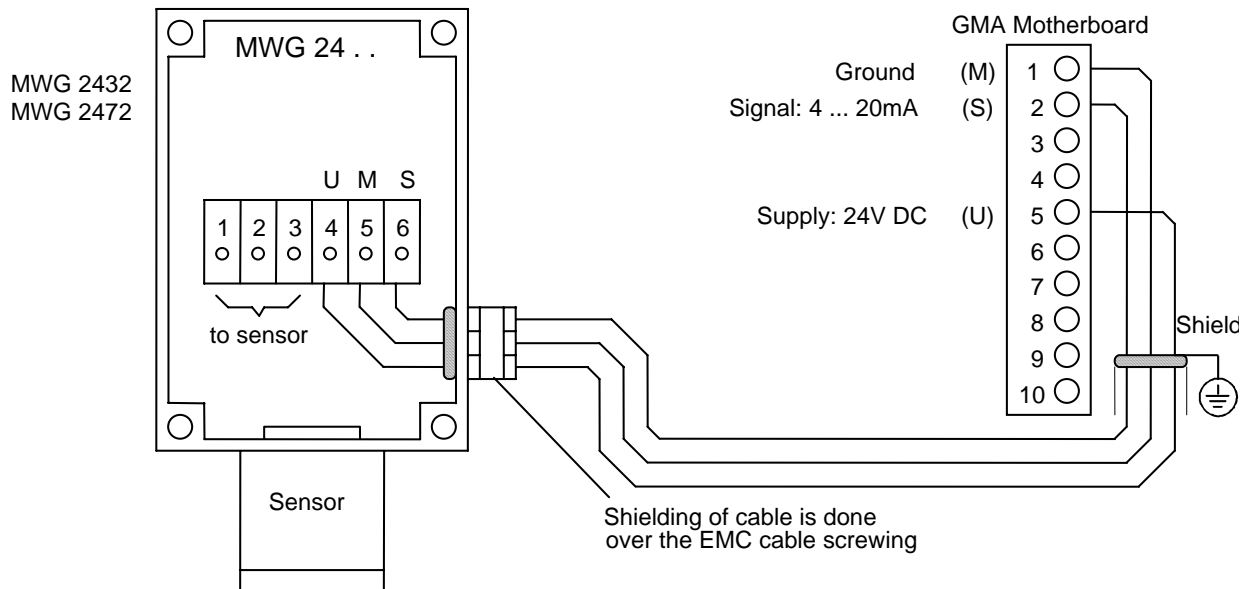 GMA Motherboard
MWG 24 . .
MWG 2432
MWG 2472
Ground (M) 1
Signal: 4 ... 20mA (S) 2
3
4
Supply: 24V DC (U) 5
6
7
8
9
10
U M S
1 2 3 4 5 6
to sensor
Shield
Sensor
Shielding of cable is done
over the EMC cable screwing